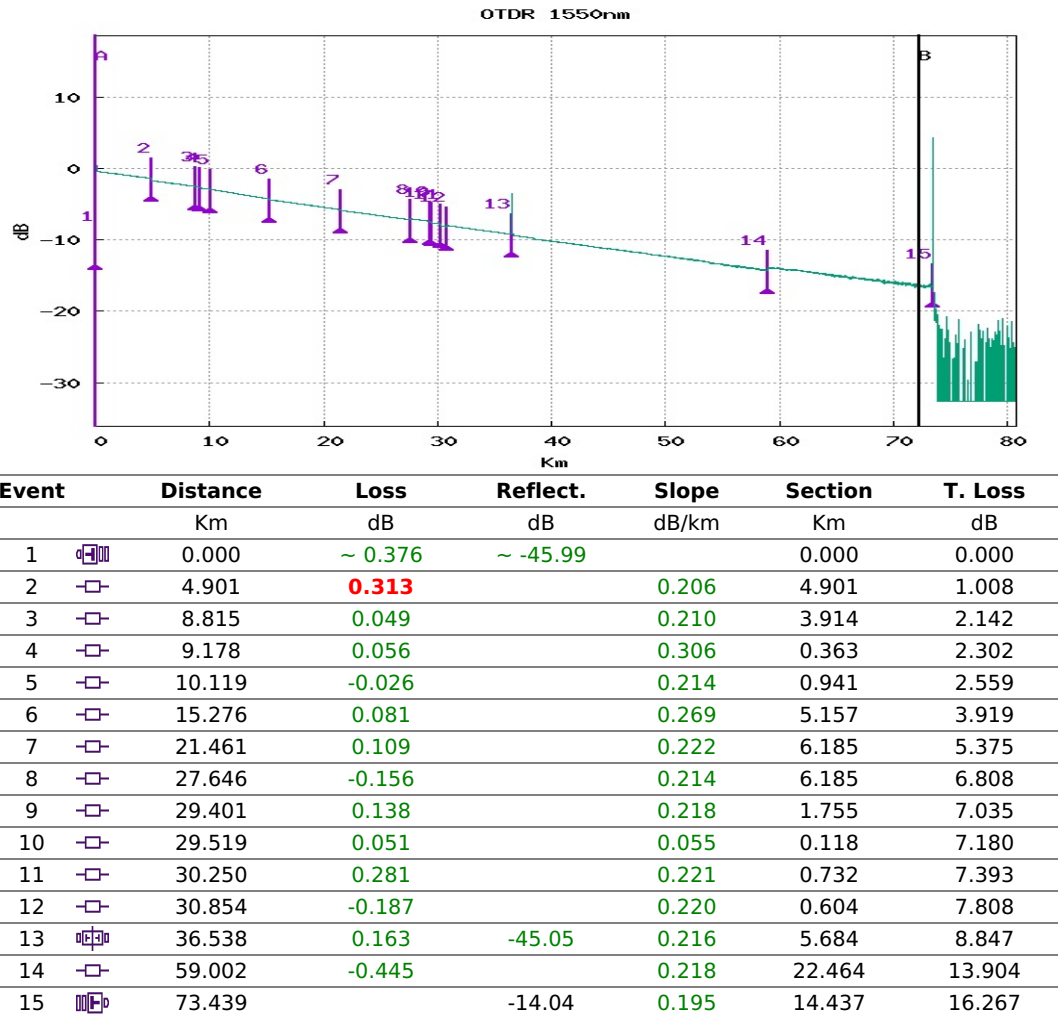 OTDR 1550nm
A
B
10
0
-10
-20
-30
dB
1
2
5
6
7
8
12
13
14
15
0 10 20 30 40 50 60 70 80
Km
Event Distance Loss Reflect. Slope Section T. Loss
Km dB dB dB/km Km dB
1 0.000 ~ 0.376 ~ -45.99 0.000 0.000
2 4.901 0.313 0.206 4.901 1.008
3 8.815 0.049 0.210 3.914 2.142
4 9.178 0.056 0.306 0.363 2.302
5 10.119 -0.026 0.214 0.941 2.559
6 15.276 0.081 0.269 5.157 3.919
7 21.461 0.109 0.222 6.185 5.375
8 27.646 -0.156 0.214 6.185 6.808
9 29.401 0.138 0.218 1.755 7.035
10 29.519 0.051 0.055 0.118 7.180
11 30.250 0.281 0.221 0.732 7.393
12 30.854 -0.187 0.220 0.604 7.808
13 36.538 0.163 -45.05 0.216 5.684 8.847
14 59.002 -0.445 0.218 22.464 13.904
15 73.439 -14.04 0.195 14.437 16.267